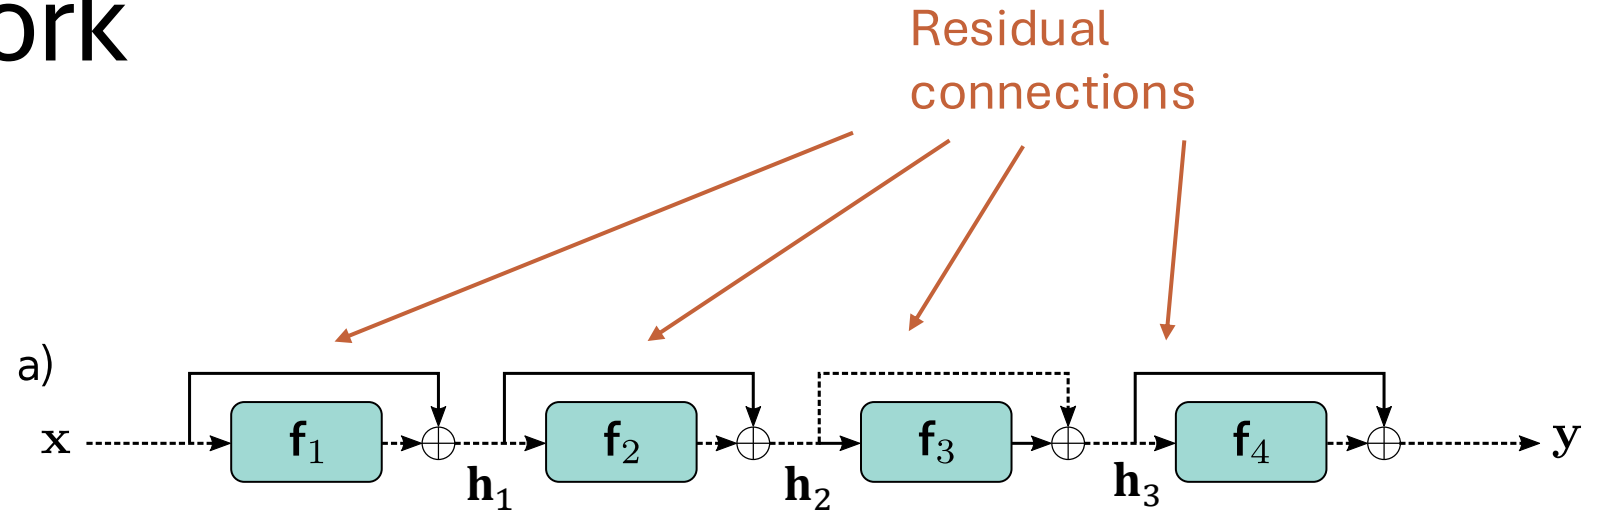 ork
Residual
connections
a)
x f₁ f₂ f₃ f₄ y
h₁ h₂ h₃